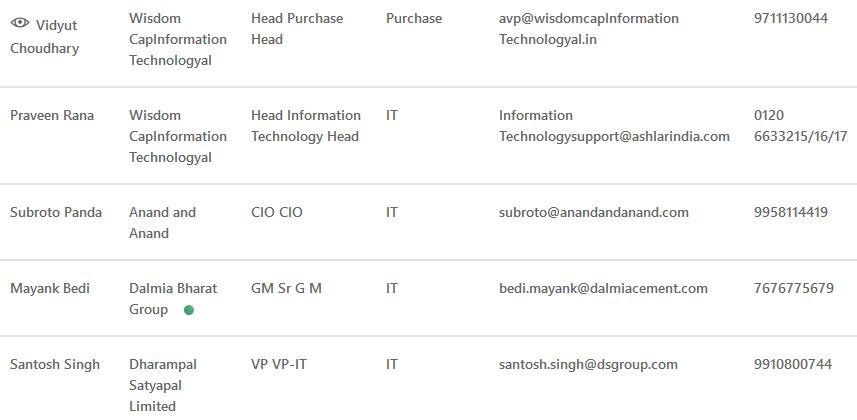 Vidyut Choudhary Wisdom CapInformation Technologyal Head Purchase Head Purchase avp@wisdomcapInformation Technologyal.in 9711130044
Praveen Rana Wisdom CapInformation Technologyal Head Information Technology Head IT Information Technologysupport@ashlarindia.com 0120 6633215/16/17
Subroto Panda Anand and Anand CIO CIO IT subroto@anandandanand.com 9958114419
Mayank Bedi Dalmia Bharat Group GM Sr G M IT bedi.mayank@dalmiacement.com 7676775679
Santosh Singh Dharampal Satyapal Limited VP VP-IT IT santosh.singh@dsgroup.com 9910800744